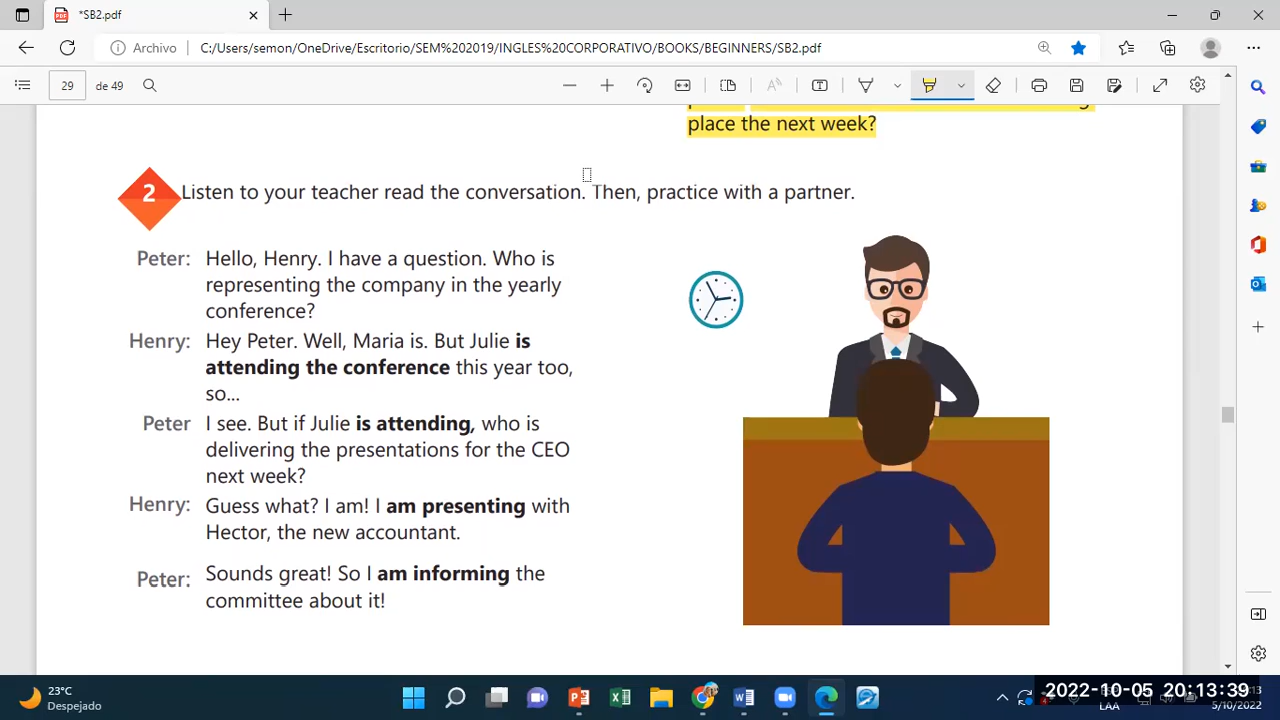 *SB2.pdf
Archivo
C:/Users/semon/OneDrive/Escritorio/SEM%202019/INGLES%20CORPORATIVO/BOOKS/BEGINNERS/SB2.pdf
29 de 49
place the next week?
2 Listen to your teacher read the conversation. Then, practice with a partner.
Peter: Hello, Henry. I have a question. Who is
representing the company in the yearly
conference?
Henry: Hey Peter. Well, Maria is. But Julie is
attending the conference this year too,
so...
Peter I see. But if Julie is attending, who is
delivering the presentations for the CEO
next week?
Henry: Guess what? I am! I am presenting with
Hector, the new accountant.
Peter: Sounds great! So I am informing the
committee about it!
23°C
Despejado
2022-10-05 20:13:39
LAA
5/10/2022